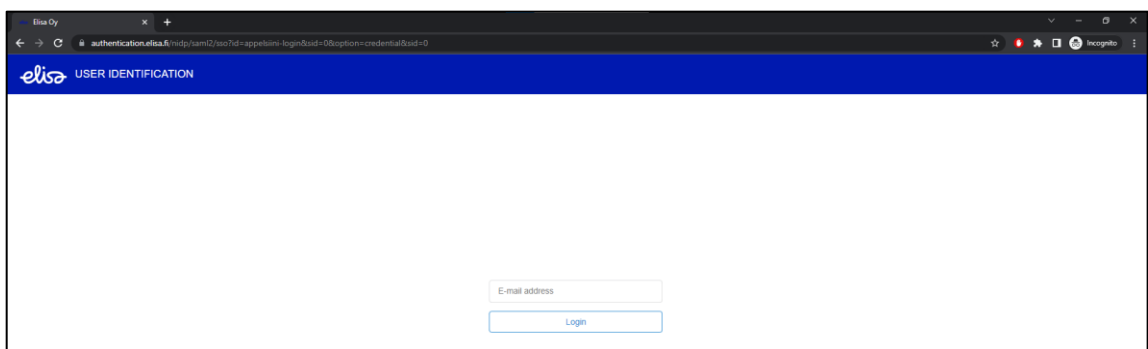 Elisa Oy
authentication.elisa.fi/nidp/saml2/sso?id=appelsiini-login&sid=0&option=credential&sid=0
Incognito
elisa USER IDENTIFICATION
E-mail address
Login